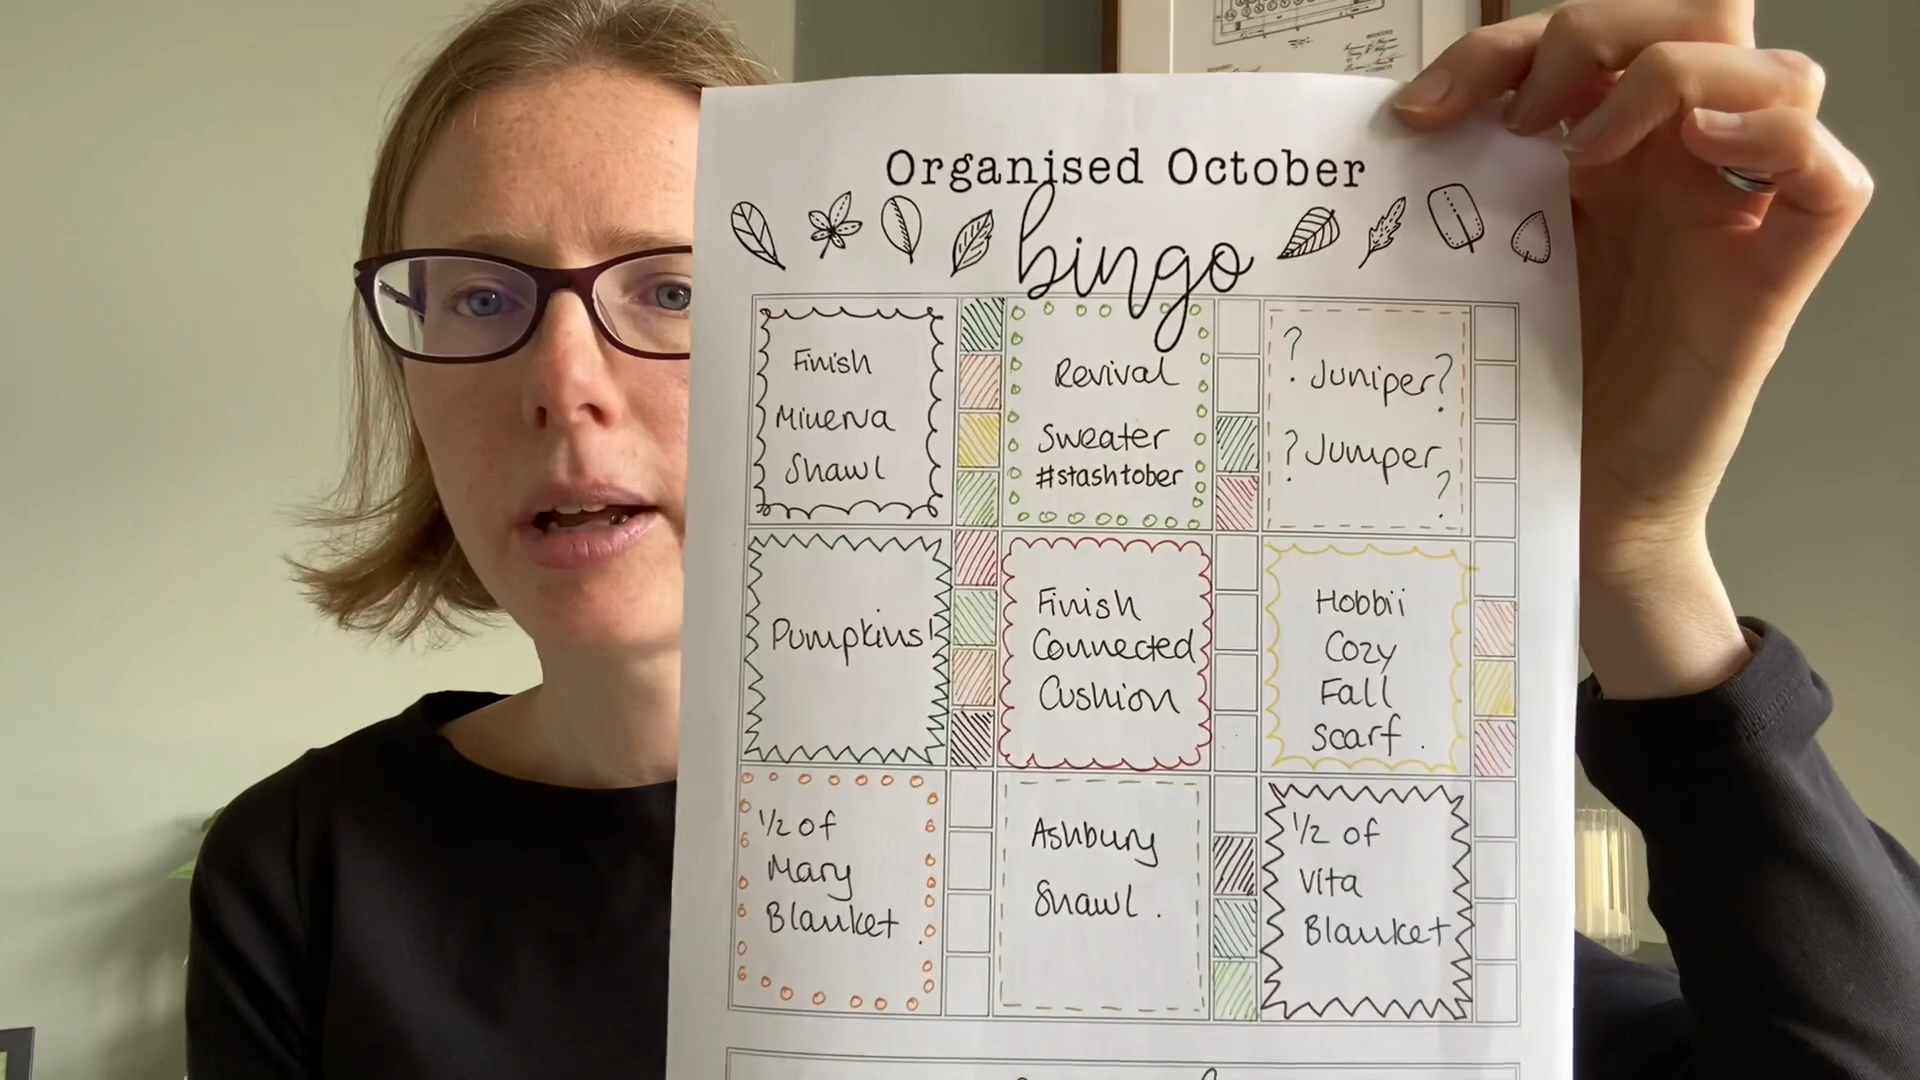 Organised October
bingo
Finish
Minerva
Shawl
Revival
Sweater
#stashtober
? Juniper?
? Jumper ?
Pumpkins!
Finish
Connected
Cushion
Hobbii
Cozy
Fall
Scarf.
1/2 of
Mary
Blanket.
Ashbury
Shawl.
1/2 of
Vita
Blanket